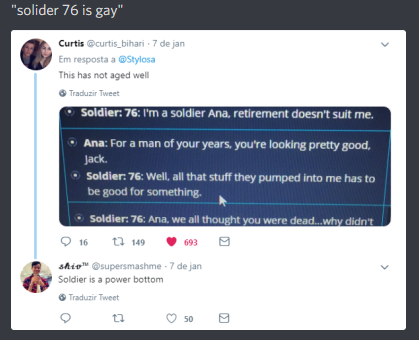 "solider 76 is gay"
Curtis @curtis_bihari · 7 de jan
Em resposta a @Stylosa
This has not aged well
Traduzir Tweet
Soldier: 76: I'm a soldier Ana, retirement doesn't suit me.
Ana: For a man of your years, you're looking pretty good,
Jack.
Soldier: 76: Well, all that stuff they pumped into me has to
be good for something.
Soldier: 76: Ana, we all thought you were dead...why didn't
16 149 693
𝓼𝓱𝓲𝓿™ @supersmashme · 7 de jan
Soldier is a power bottom
Traduzir Tweet
50